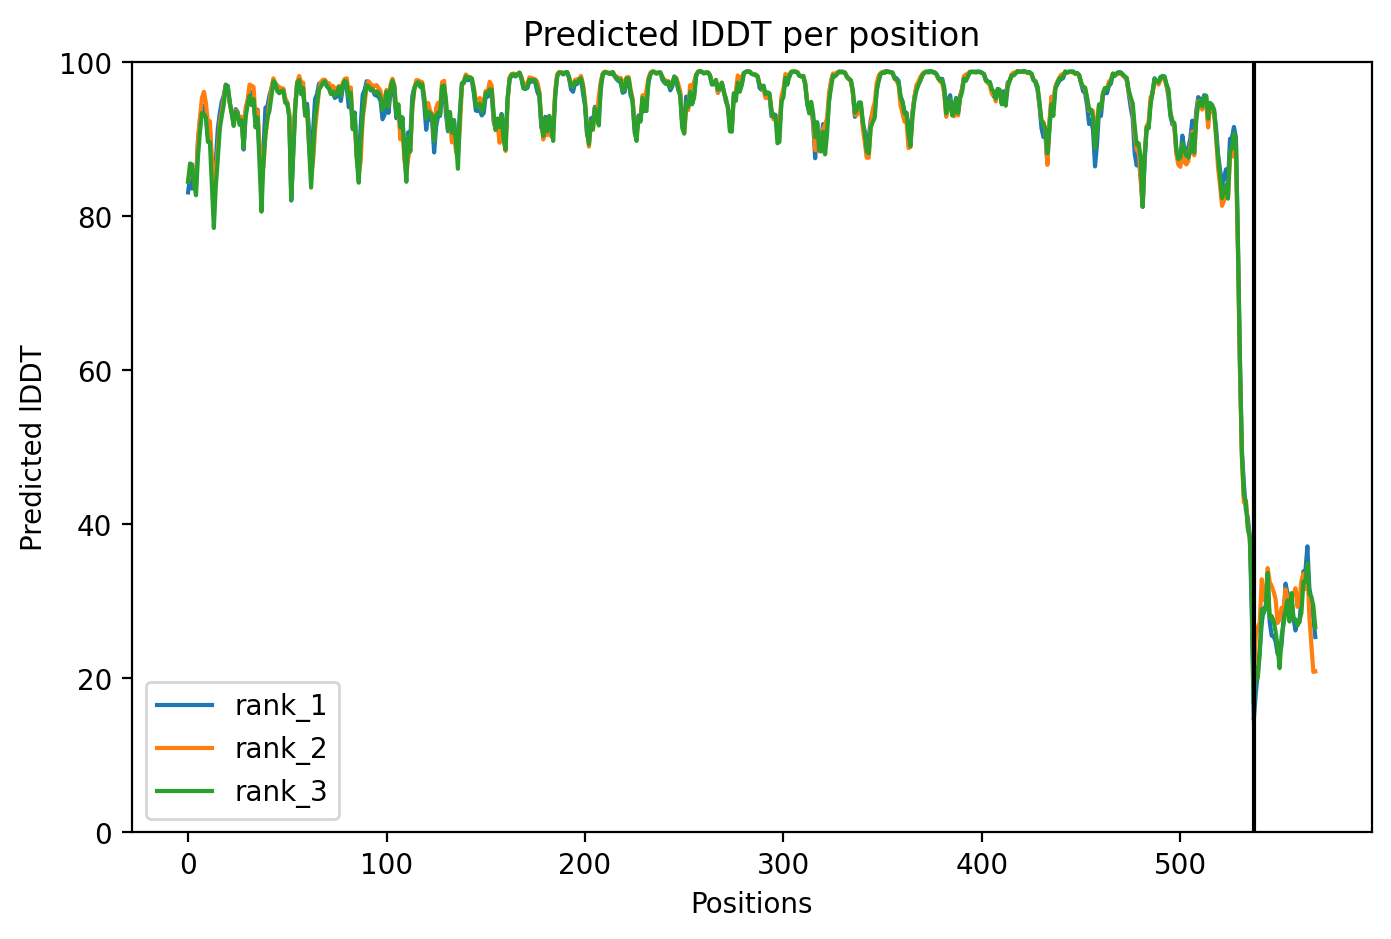 Predicted lDDT per position
100
80
60
40
20
0
Predicted lDDT
rank_1
rank_2
rank_3
0 100 200 300 400 500
Positions